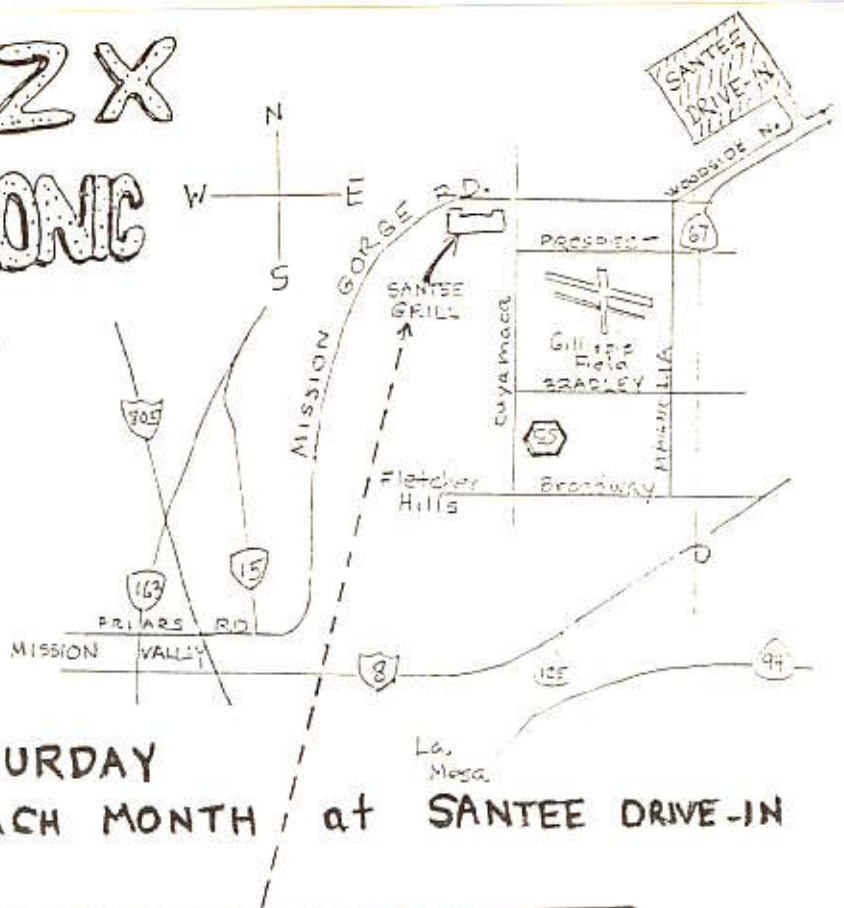 ZX
ONIC
N
W E
S
SANTEE
DRIVE-IN
WOODSIDE N.
67
MISSION GORGE RD.
PROSPECT
SANTEE
GRILL
Cuyamaca
Gillespie
Field
BRADLEY
MAGNOLIA
805
Fletcher
Hills
Broadway
163
15
FRIARS RD
MISSION VALLEY
8
125
94
La
Mesa
URDAY
ACH MONTH at SANTEE DRIVE-IN